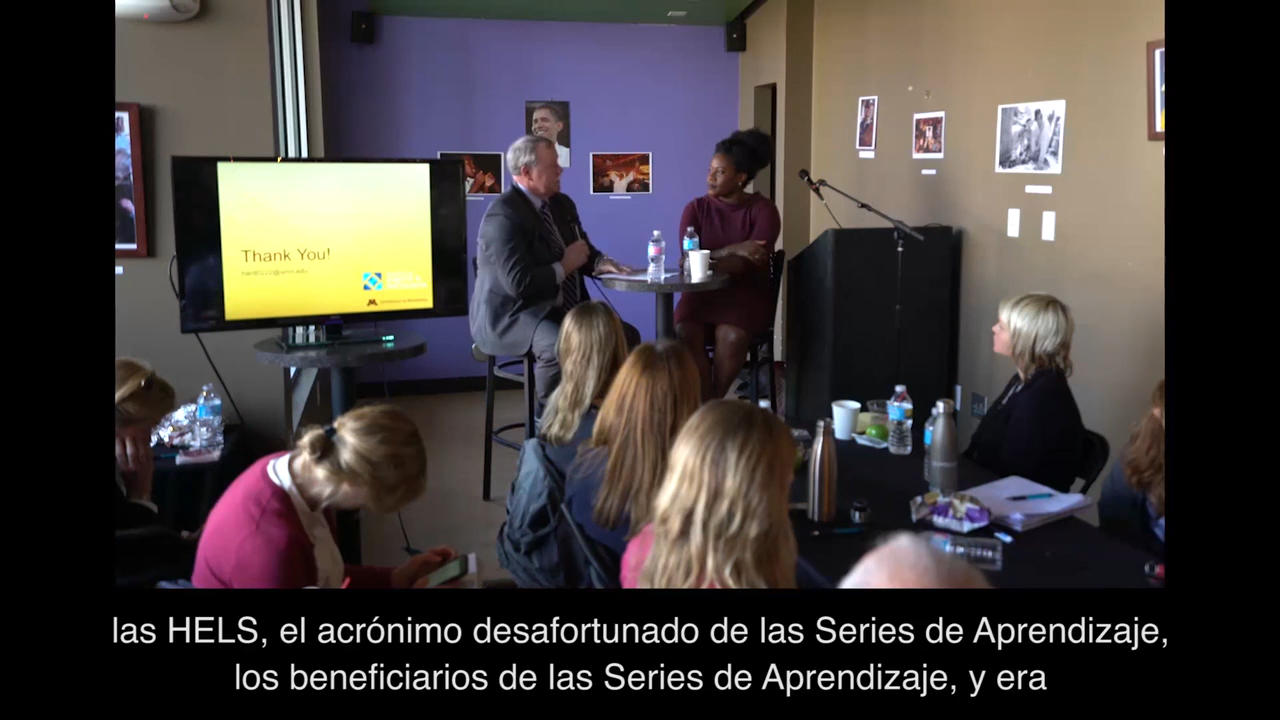 Thank You!
las HELS, el acrónimo desafortunado de las Series de Aprendizaje,
los beneficiarios de las Series de Aprendizaje, y era